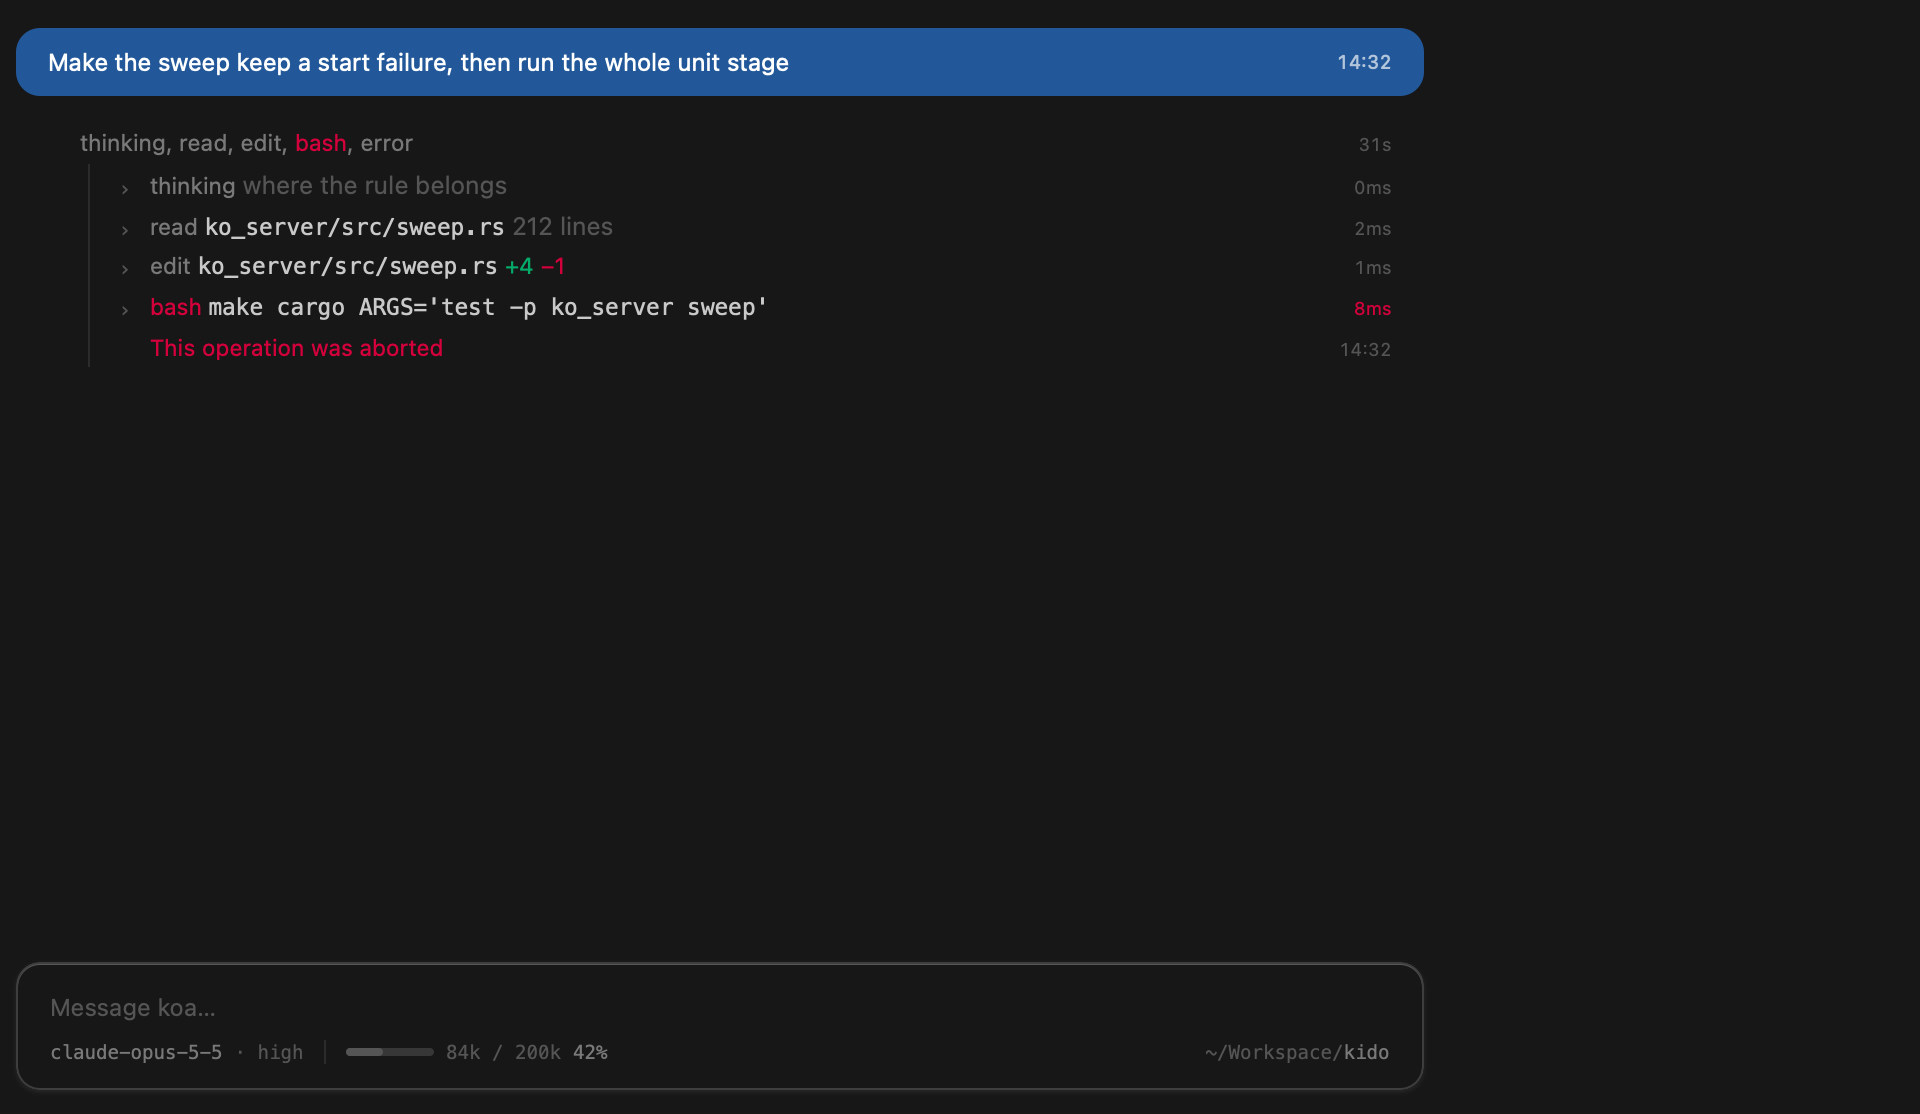 Make the sweep keep a start failure, then run the whole unit stage 14:32
thinking, read, edit, bash, error 31s
› thinking where the rule belongs 0ms
› read ko_server/src/sweep.rs 212 lines 2ms
› edit ko_server/src/sweep.rs +4 −1 1ms
› bash make cargo ARGS='test -p ko_server sweep' 8ms
This operation was aborted 14:32
Message koa...
claude-opus-5-5 · high 84k / 200k 42% ~/Workspace/kido